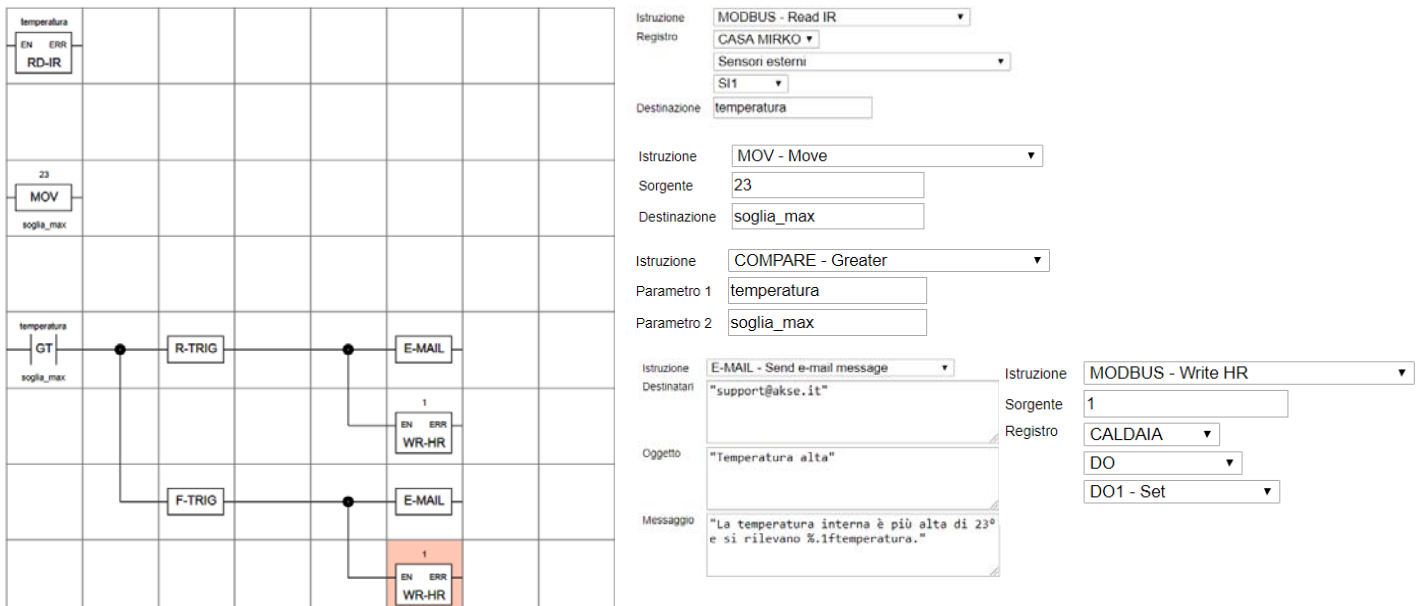 temperatura
EN ERR
RD-IR
23
MOV
soglia_max
temperatura
GT
soglia_max
R-TRIG
E-MAIL
1
EN ERR
WR-HR
F-TRIG
E-MAIL
1
EN ERR
WR-HR
Istruzione MODBUS - Read IR
Registro CASA MIRKO
Sensori esterni
SI1
Destinazione temperatura
Istruzione MOV - Move
Sorgente 23
Destinazione soglia_max
Istruzione COMPARE - Greater
Parametro 1 temperatura
Parametro 2 soglia_max
Istruzione E-MAIL - Send e-mail message
Destinatari "support@akse.it"
Oggetto "Temperatura alta"
Messaggio "La temperatura interna è più alta di 23º
e si rilevano %.1ftemperatura."
Istruzione MODBUS - Write HR
Sorgente 1
Registro CALDAIA
DO
DO1 - Set